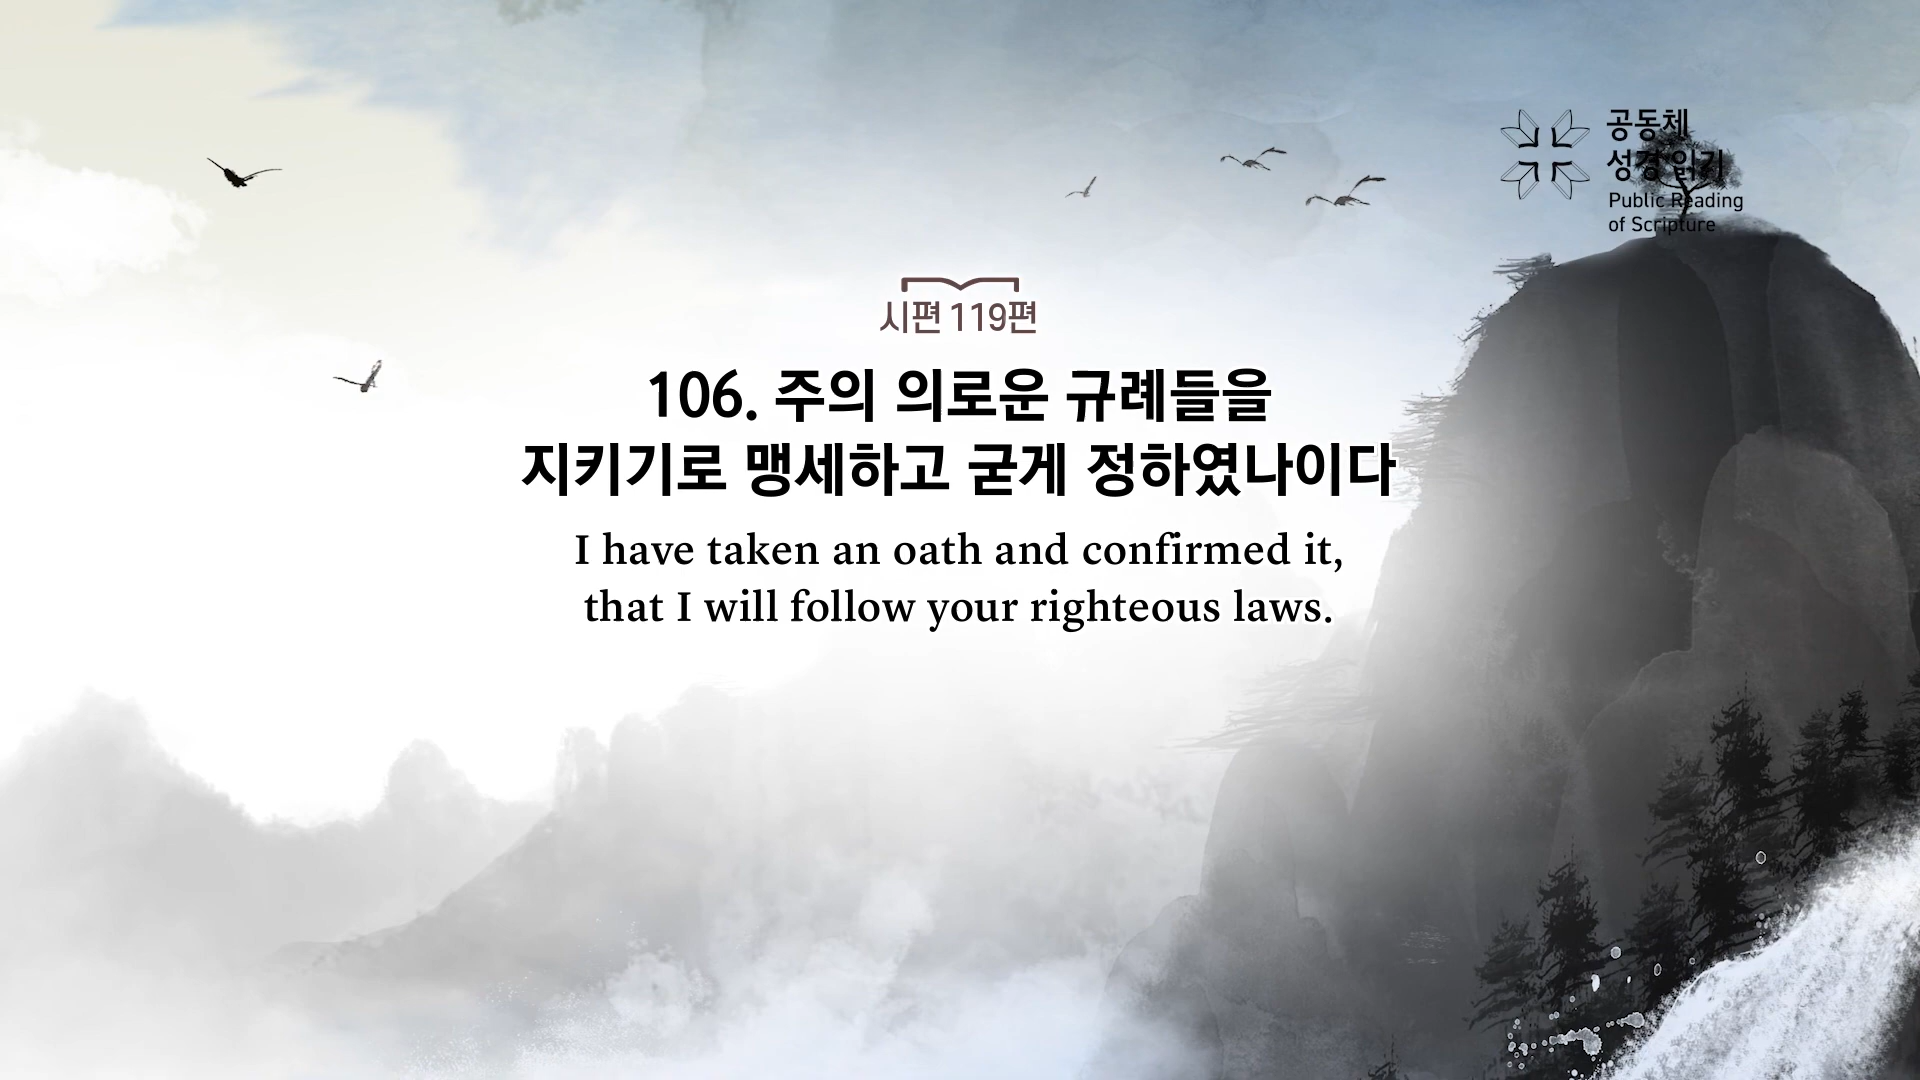 공동체
성경 읽기
Public Reading
of Scripture
시편 119편
106. 주의 의로운 규례들을
지키기로 맹세하고 굳게 정하였나이다
I have taken an oath and confirmed it,
that I will follow your righteous laws.